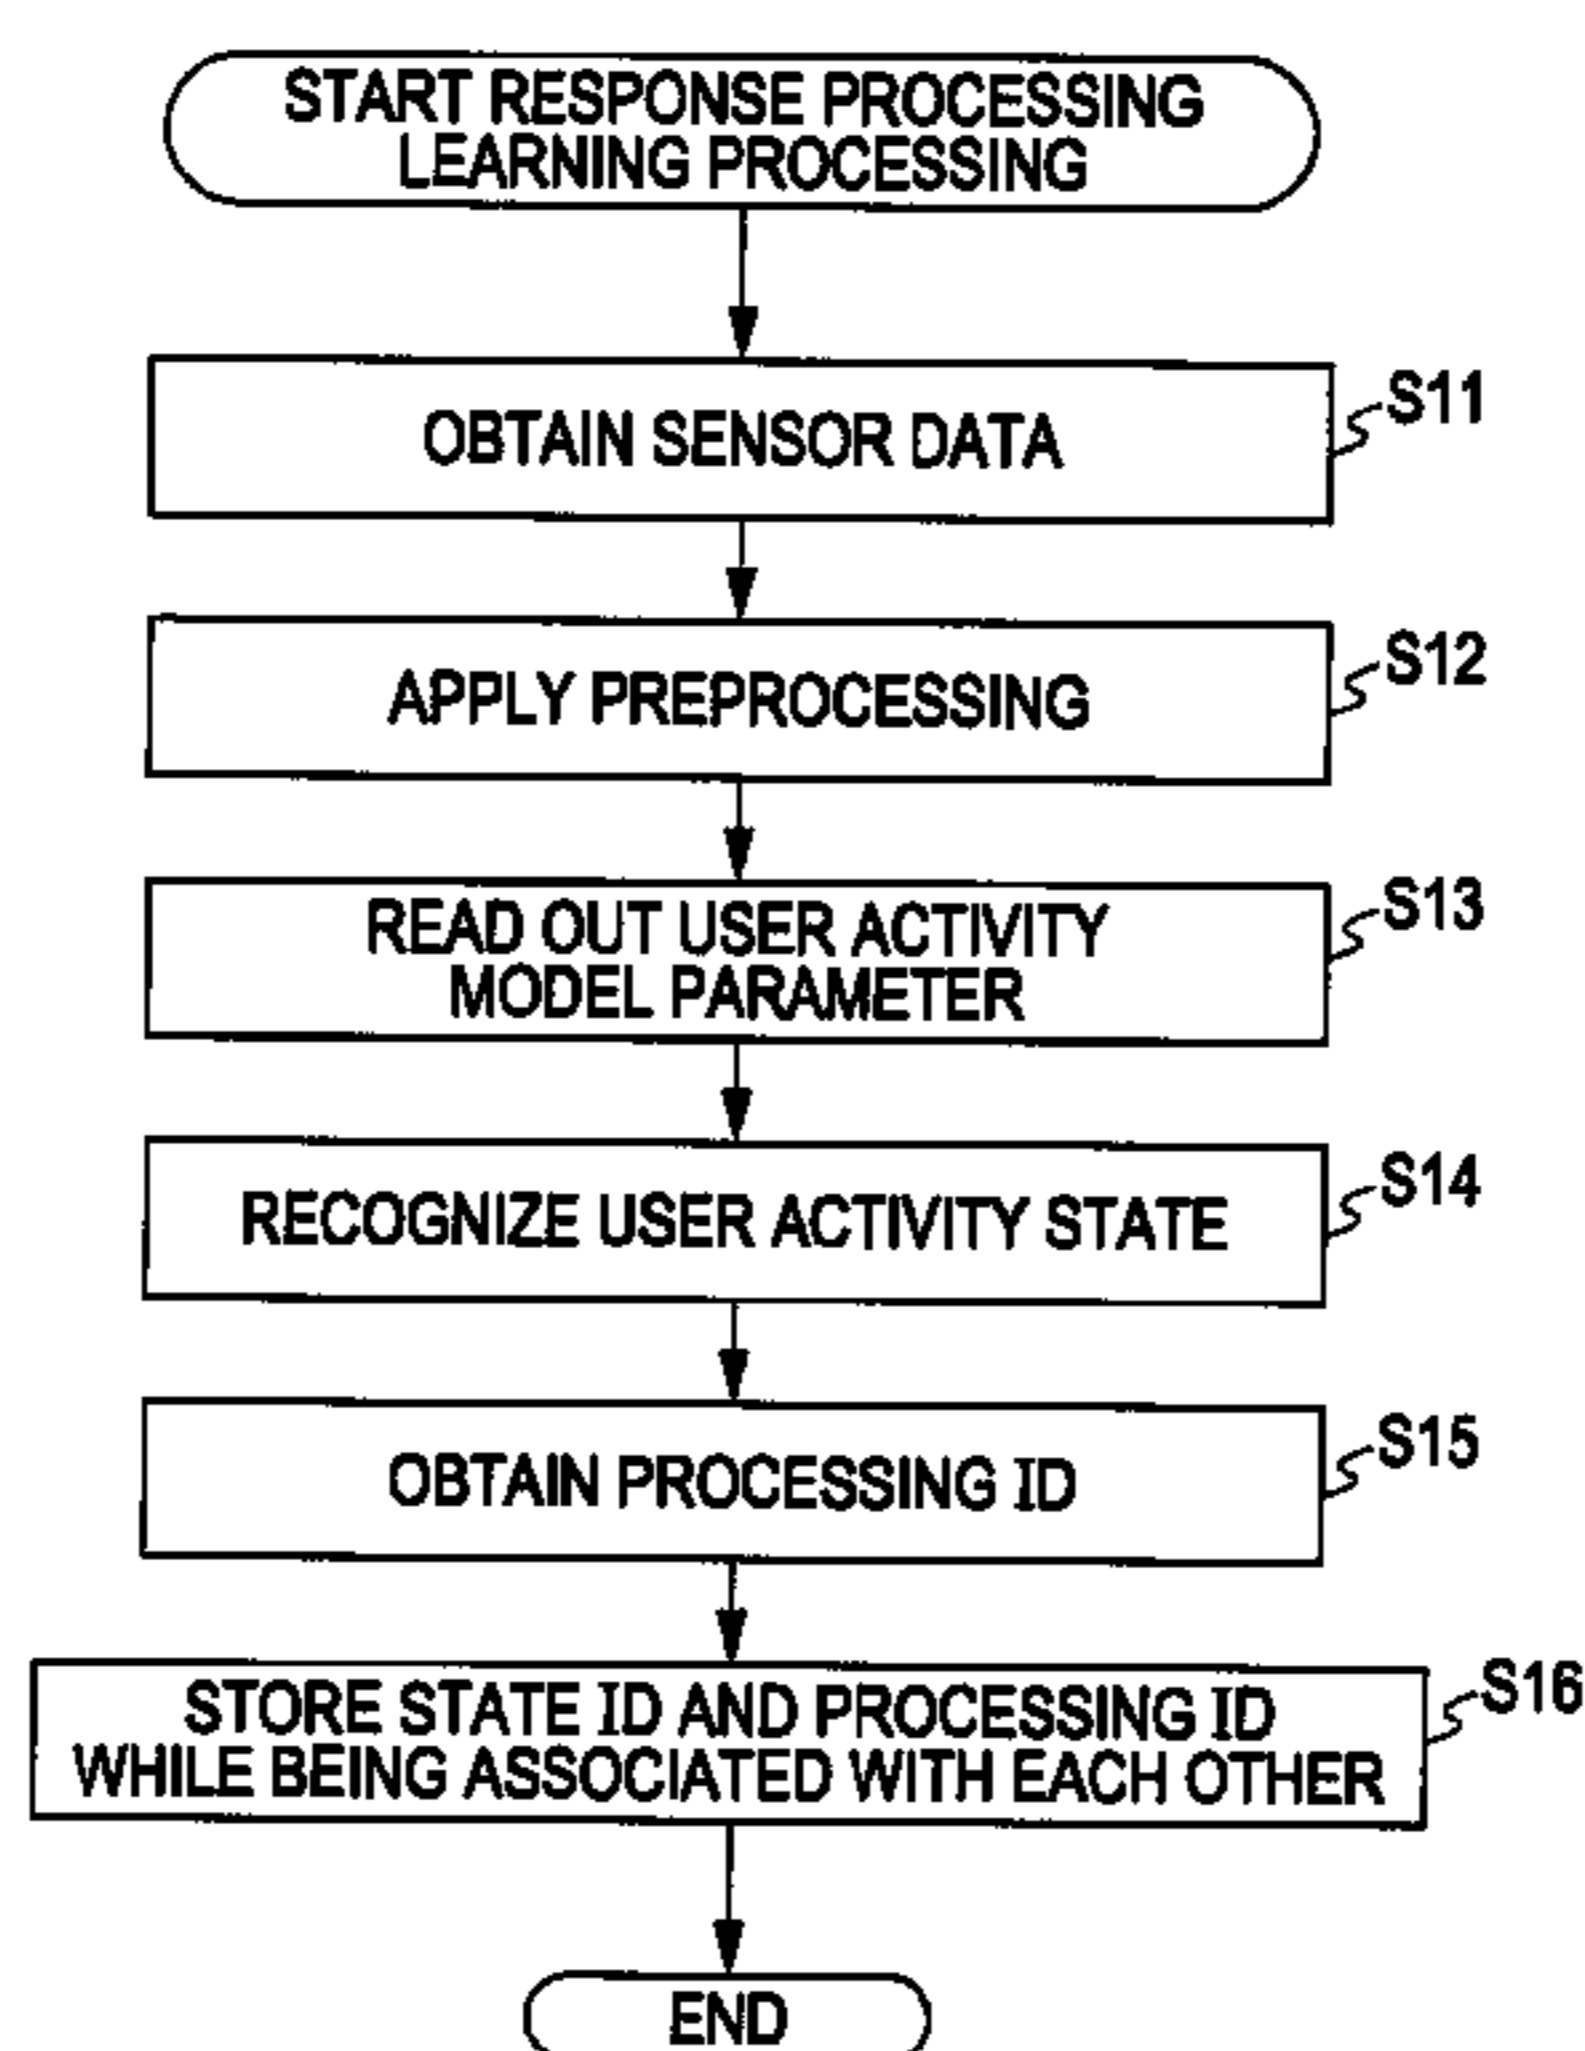 START RESPONSE PROCESSING
LEARNING PROCESSING
OBTAIN SENSOR DATA
S11
APPLY PREPROCESSING
S12
READ OUT USER ACTIVITY
MODEL PARAMETER
S13
RECOGNIZE USER ACTIVITY STATE
S14
OBTAIN PROCESSING ID
S15
STORE STATE ID AND PROCESSING ID
WHILE BEING ASSOCIATED WITH EACH OTHER
S16
END